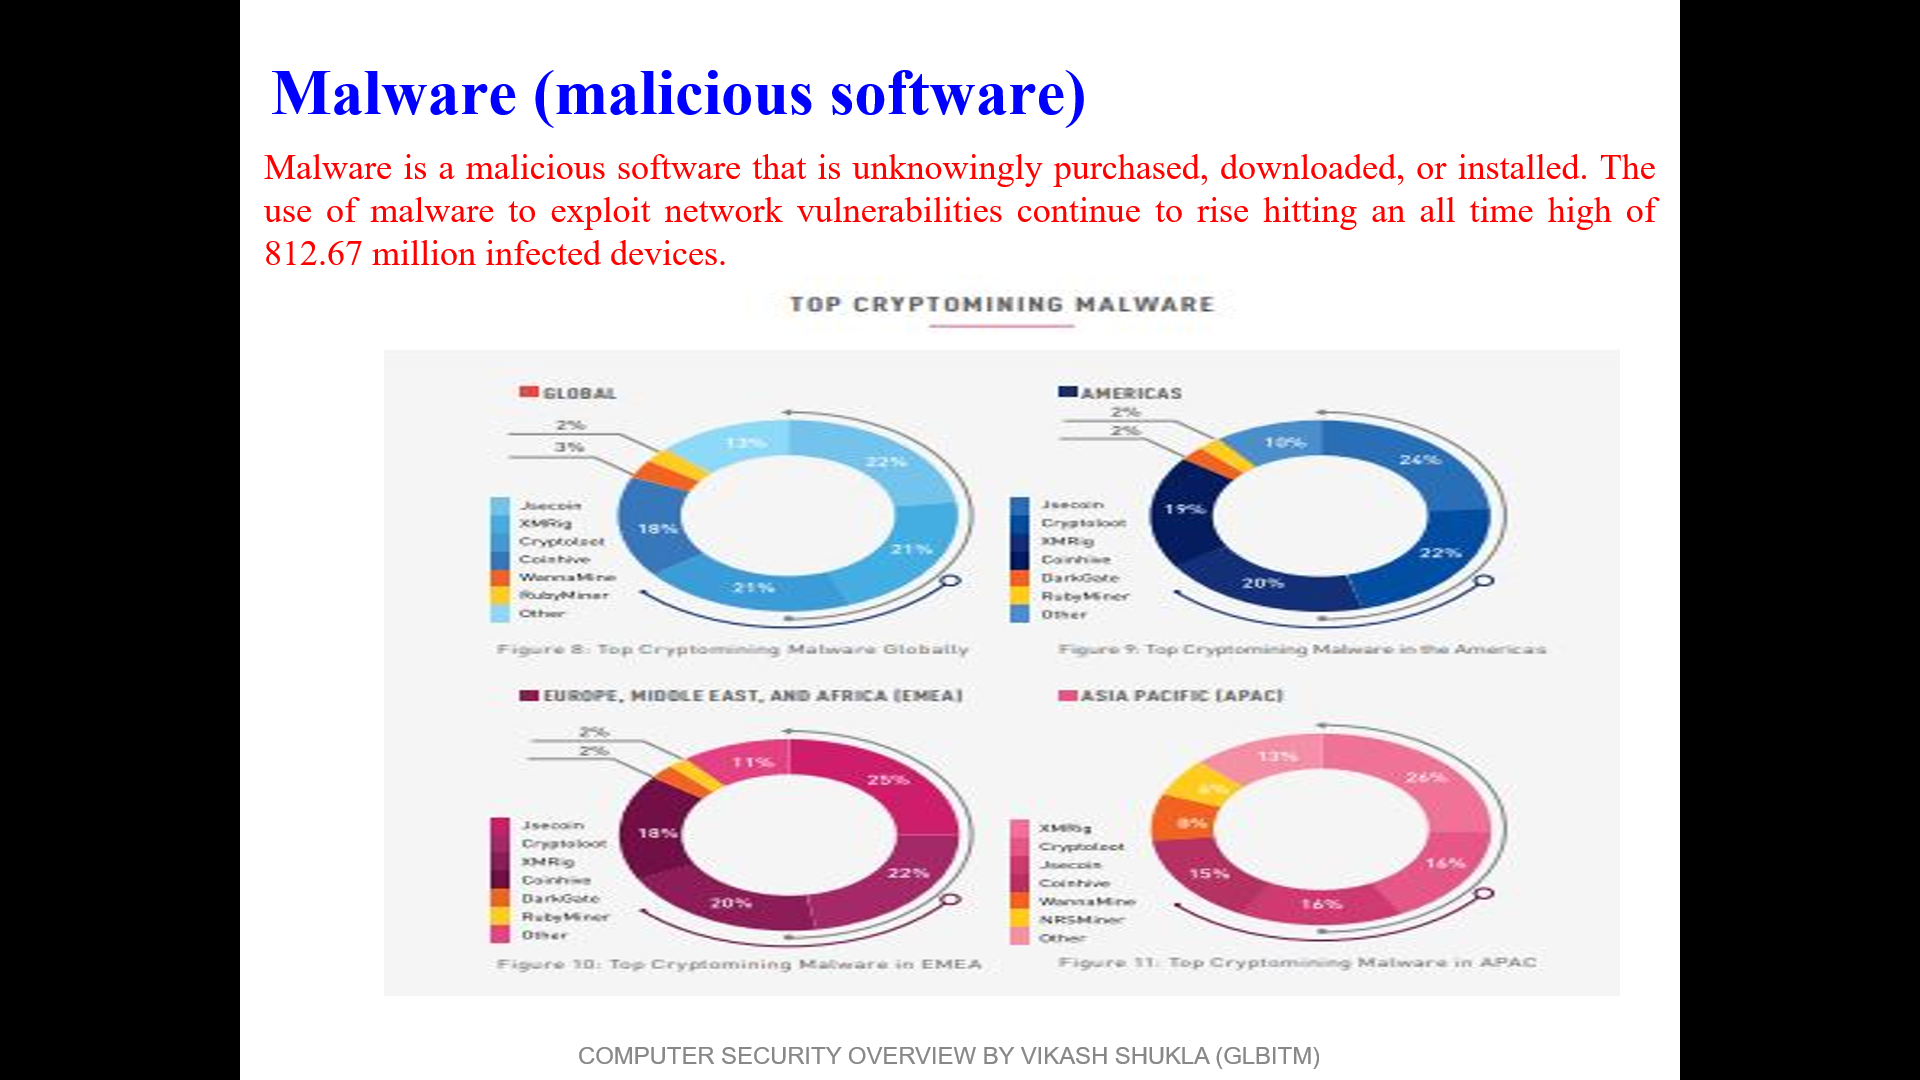 Malware (malicious software)
Malware is a malicious software that is unknowingly purchased, downloaded, or installed. The
use of malware to exploit network vulnerabilities continue to rise hitting an all time high of
812.67 million infected devices.
TOP CRYPTOMINING MALWARE
GLOBAL
2%
3%
13%
22%
18%
21%
21%
Jsecoin
XMRig
Cryptoloot
Coinhive
WannaMine
RubyMiner
Other
Figure 8: Top Cryptomining Malware Globally
AMERICAS
2%
2%
10%
24%
19%
22%
20%
Jsecoin
Cryptoloot
XMRig
Coinhive
DarkGate
RubyMiner
Other
Figure 9: Top Cryptomining Malware in the Americas
EUROPE, MIDDLE EAST, AND AFRICA (EMEA)
2%
2%
11%
25%
18%
22%
20%
Jsecoin
Cryptoloot
XMRig
Coinhive
DarkGate
RubyMiner
Other
Figure 10: Top Cryptomining Malware in EMEA
ASIA PACIFIC (APAC)
13%
26%
8%
16%
15%
16%
XMRig
Cryptoloot
Jsecoin
Coinhive
WannaMine
NRSMiner
Other
Figure 11: Top Cryptomining Malware in APAC
COMPUTER SECURITY OVERVIEW BY VIKASH SHUKLA (GLBITM)